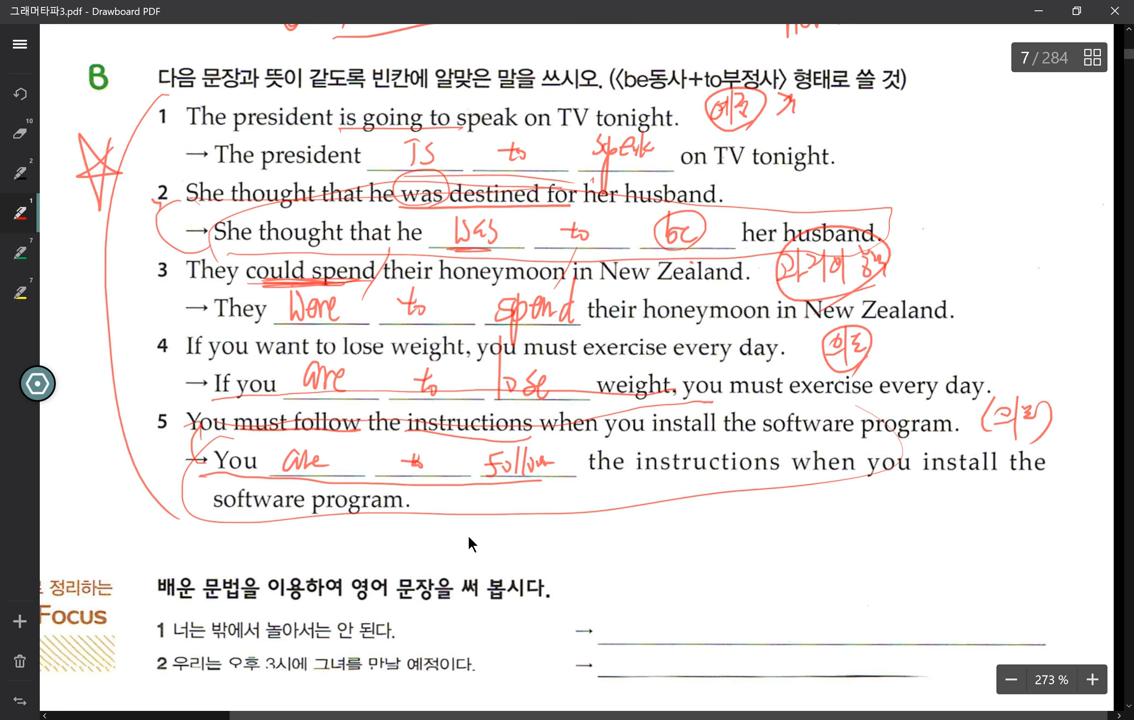 그래머타파3.pdf - Drawboard PDF
7 / 284
B 다음 문장과 뜻이 같도록 빈칸에 알맞은 말을 쓰시오. (<be동사+to부정사> 형태로 쓸 것)
1 The president is going to speak on TV tonight. 예정
→ The president is to speak on TV tonight.
2 She thought that he was destined for her husband.
→ She thought that he was to be her husband.
3 They could spend their honeymoon in New Zealand.
→ They were to spend their honeymoon in New Zealand.
4 If you want to lose weight, you must exercise every day. 의도
→ If you are to lose weight, you must exercise every day.
5 You must follow the instructions when you install the software program. (의무)
→ You are to follow the instructions when you install the
software program.
정리하는
Focus
배운 문법을 이용하여 영어 문장을 써 봅시다.
1 너는 밖에서 놀아서는 안 된다. →
2 우리는 오후 3시에 그녀를 만날 예정이다. →
10
2
1
7
7
273 %